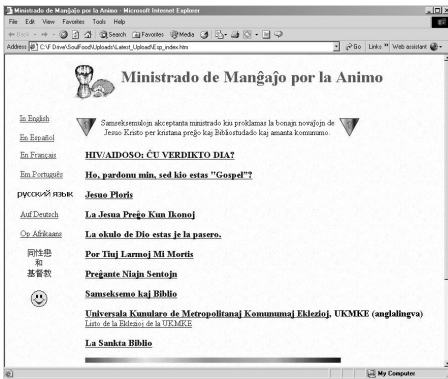 Ministrado de Manĝaĵo por la Animo - Microsoft Internet Explorer
File Edit View Favorites Tools Help
Back Search Favorites Media
Address C:\F Drive\SoulFood\Uploads\Latest_Upload\Esp_index.htm Go Links Web assistant
Ministrado de Manĝaĵo por la Animo
Samseksemulojn akceptanta ministrado kiu proklamas la bonajn novaĵojn de
Jesuo Kristo per kristana preĝo kaj Bibliostudado kaj amanta komunumo.
In English
En Español
En Français
Em Português
русский язык
Auf Deutsch
Op Afrikaans
同性戀
和
基督教
HIV/AIDOSO: ĈU VERDIKTO DIA?
Ho, pardonu min, sed kio estas "Gospel"?
Jesuo Ploris
La Jesua Preĝo Kun Ikonoj
La okulo de Dio estas je la pasero.
Por Tiuj Larmoj Mi Mortis
Preĝante Niajn Sentojn
Samseksemo kaj Biblio
Universala Kunularo de Metropolitanaj Komunumaj Eklezioj, UKMKE (anglalingva)
Listo de la Eklezioj de la UKMKE
La Sankta Biblio
My Computer